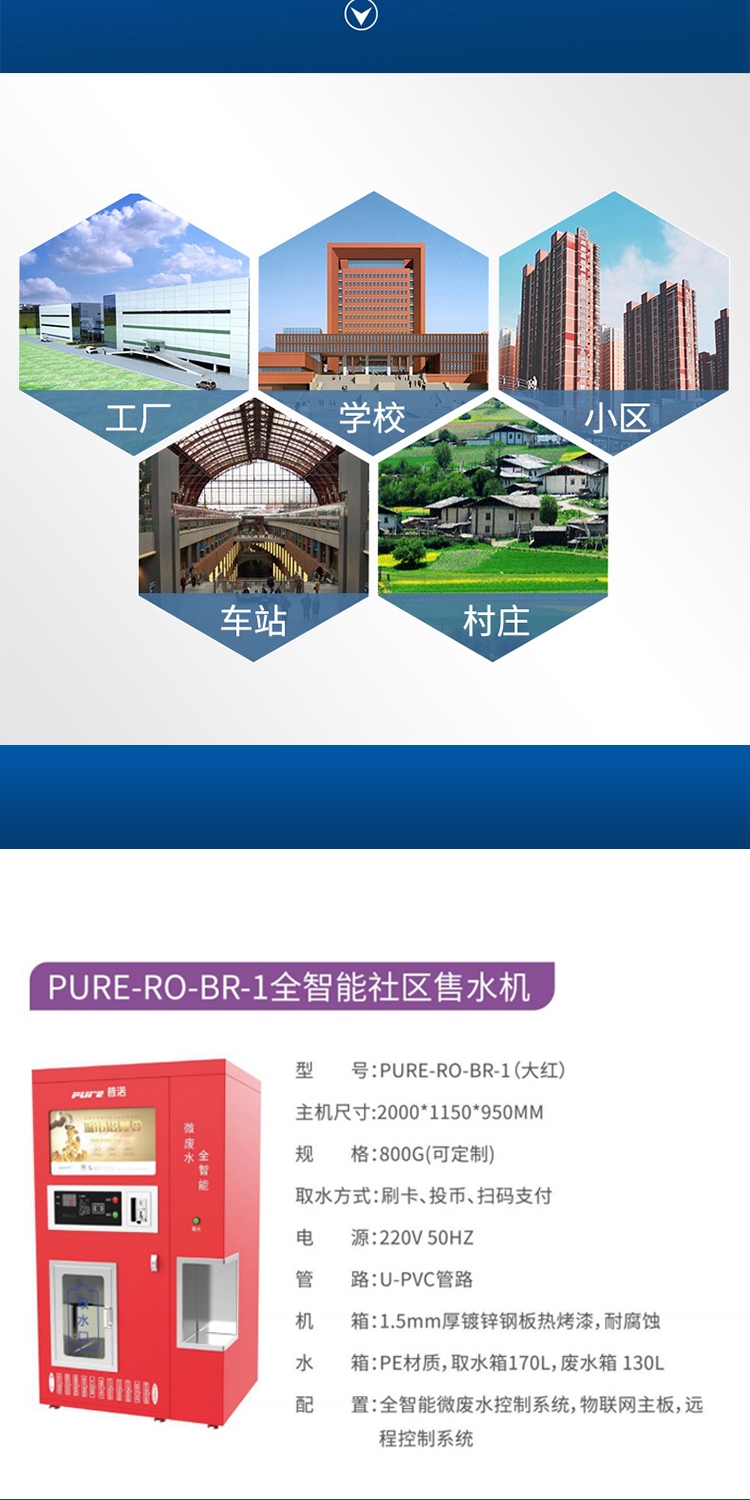 工厂
学校
小区
车站
村庄
PURE-RO-BR-1全智能社区售水机
PURE 普诺
微废水
全智能
取水口
型 号:PURE-RO-BR-1(大红)
主机尺寸:2000*1150*950MM
规 格:800G(可定制)
取水方式:刷卡、投币、扫码支付
电 源:220V 50HZ
管 路:U-PVC管路
机 箱:1.5mm厚镀锌钢板热烤漆,耐腐蚀
水 箱:PE材质,取水箱170L,废水箱 130L
配 置:全智能微废水控制系统,物联网主板,远
程控制系统